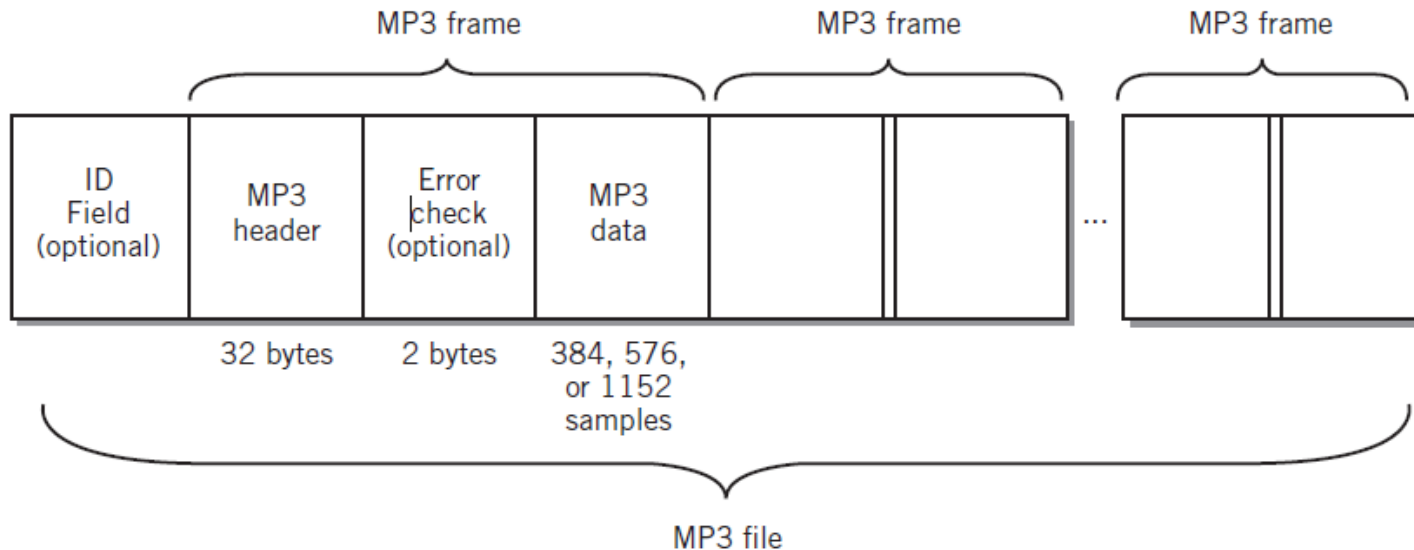 MP3 frame
MP3 frame
MP3 frame
ID
Field
(optional)
MP3
header
Error
check
(optional)
MP3
data
...
32 bytes
2 bytes
384, 576,
or 1152
samples
MP3 file